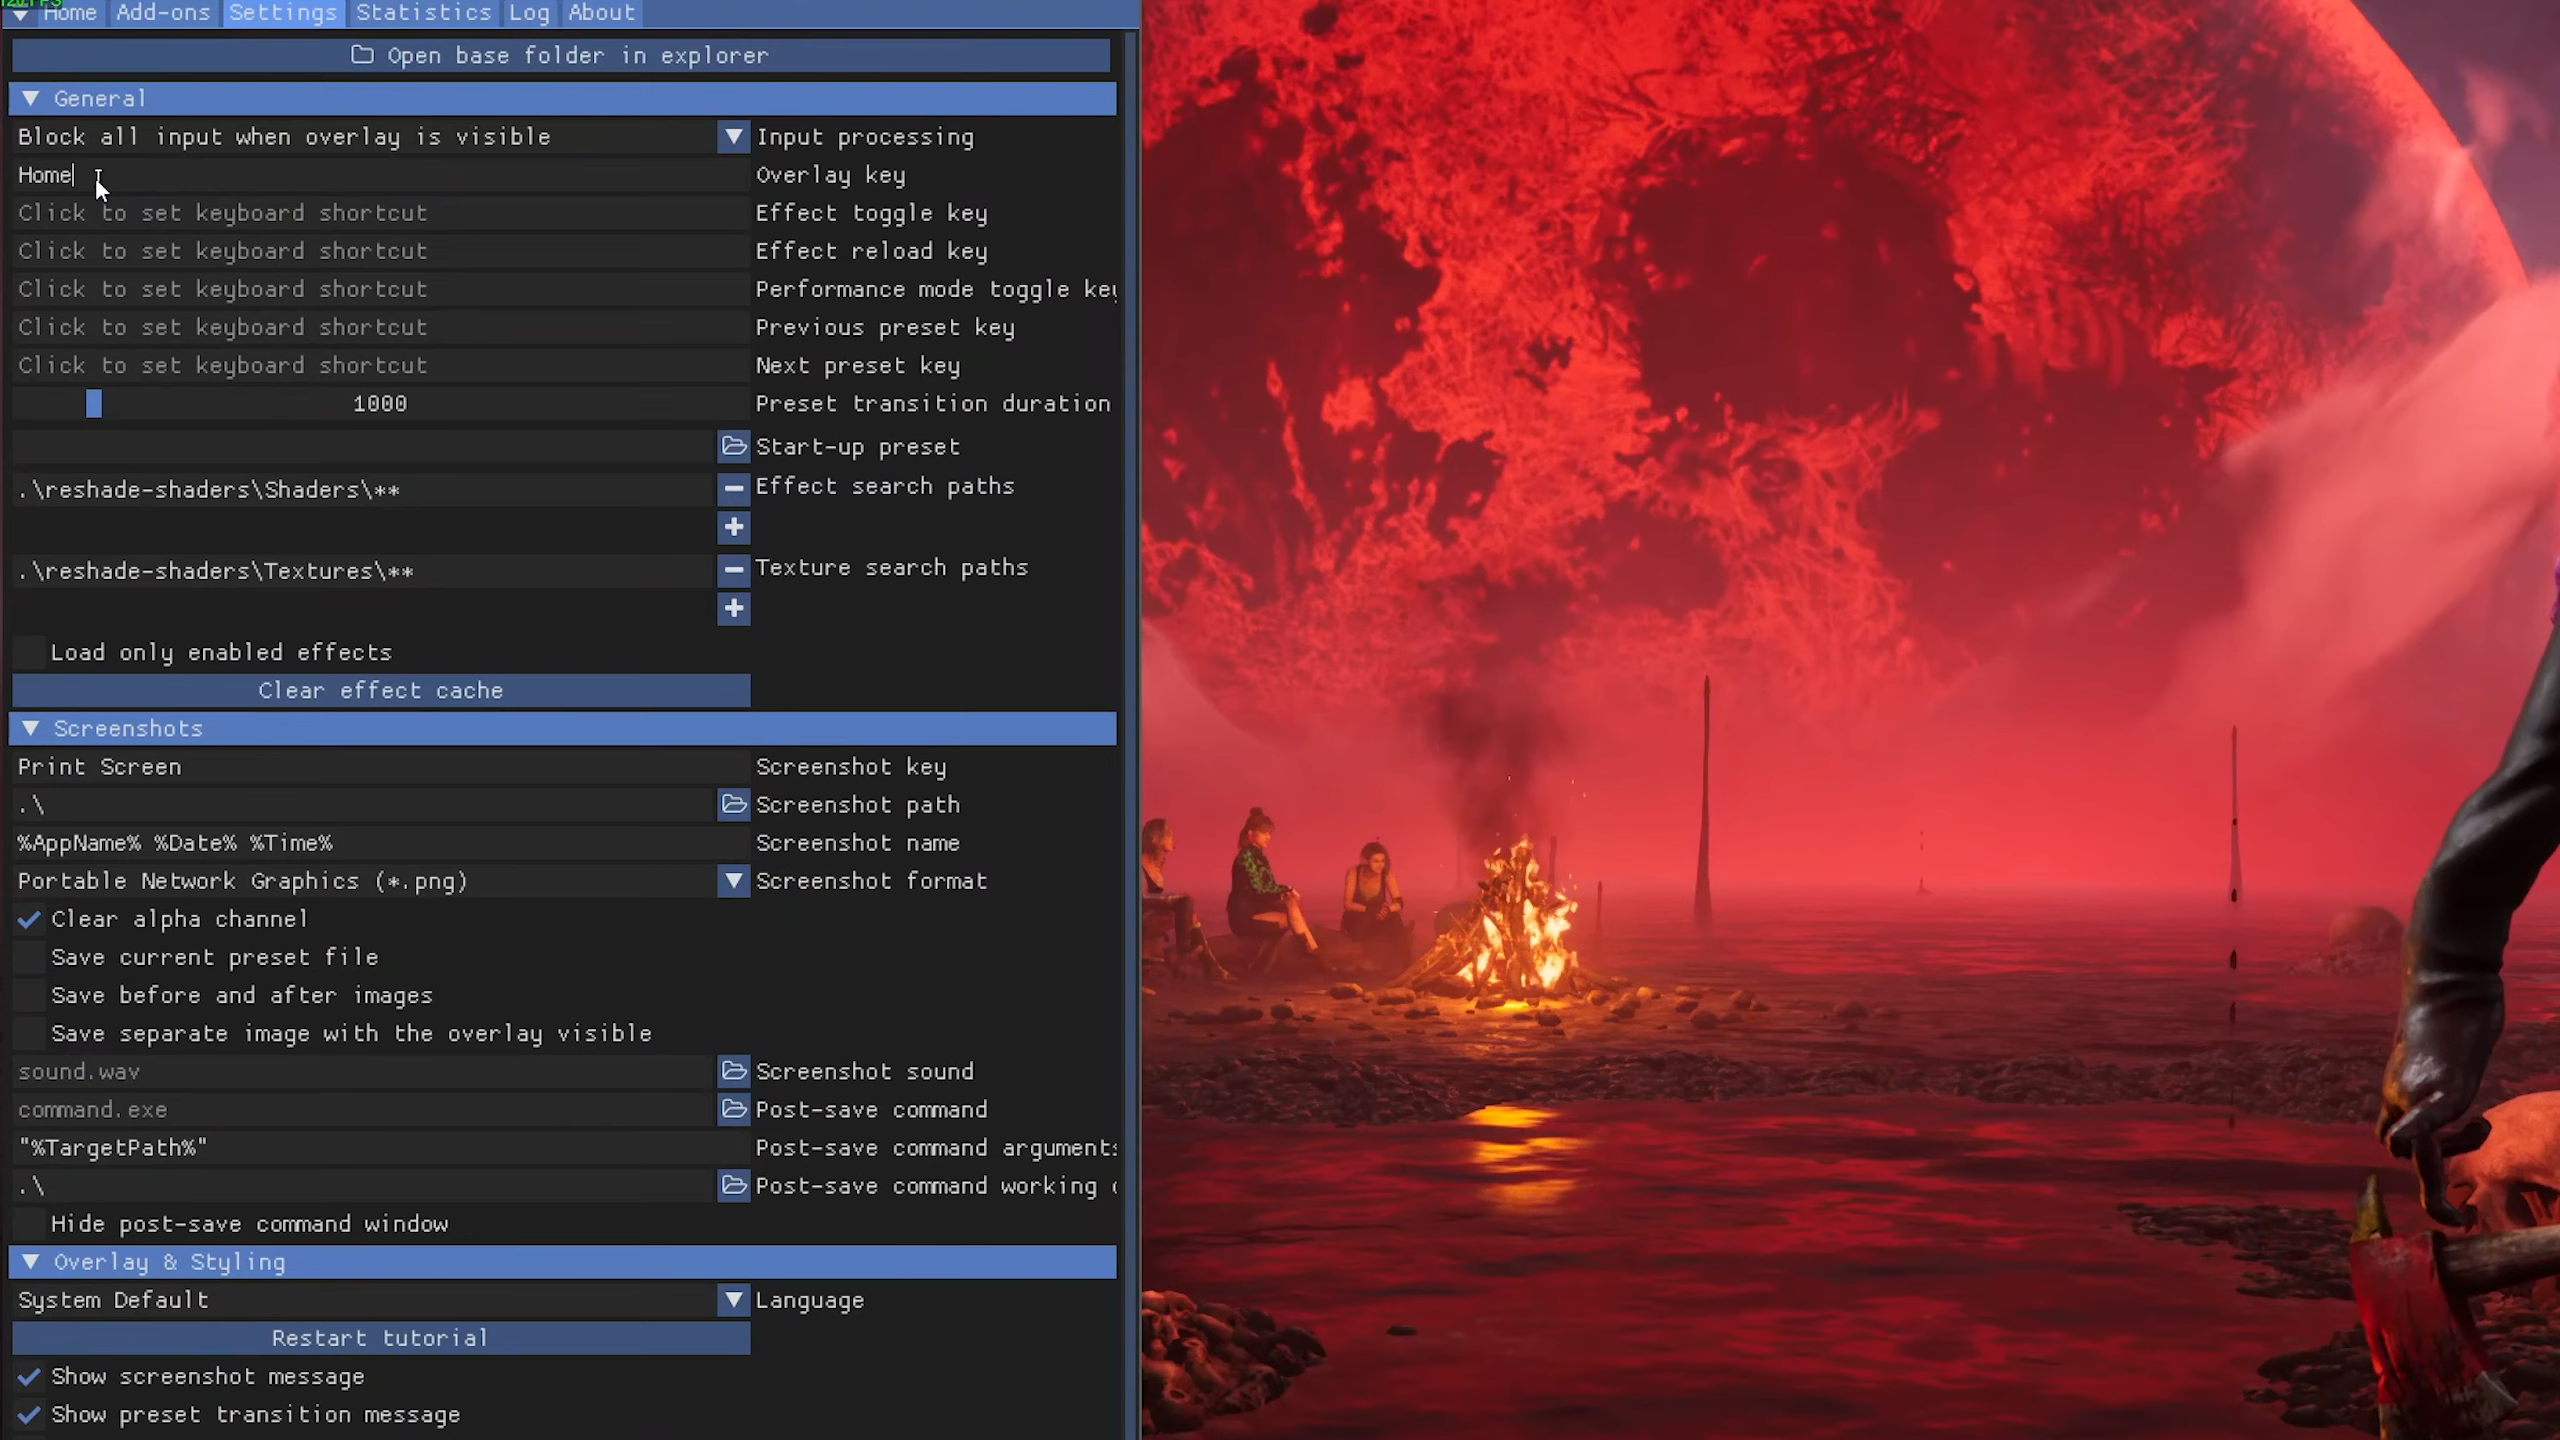 Home Add-ons Settings Statistics Log About
Open base folder in explorer
General
Block all input when overlay is visible Input processing
Home Overlay key
Click to set keyboard shortcut Effect toggle key
Click to set keyboard shortcut Effect reload key
Click to set keyboard shortcut Performance mode toggle key
Click to set keyboard shortcut Previous preset key
Click to set keyboard shortcut Next preset key
1000 Preset transition duration
Start-up preset
.\reshade-shaders\Shaders\** Effect search paths
.\reshade-shaders\Textures\** Texture search paths
Load only enabled effects
Clear effect cache
Screenshots
Print Screen Screenshot key
.\ Screenshot path
%AppName% %Date% %Time% Screenshot name
Portable Network Graphics (*.png) Screenshot format
Clear alpha channel
Save current preset file
Save before and after images
Save separate image with the overlay visible
sound.wav Screenshot sound
command.exe Post-save command
"%TargetPath%" Post-save command arguments
.\ Post-save command working
Hide post-save command window
Overlay & Styling
System Default Language
Restart tutorial
Show screenshot message
Show preset transition message